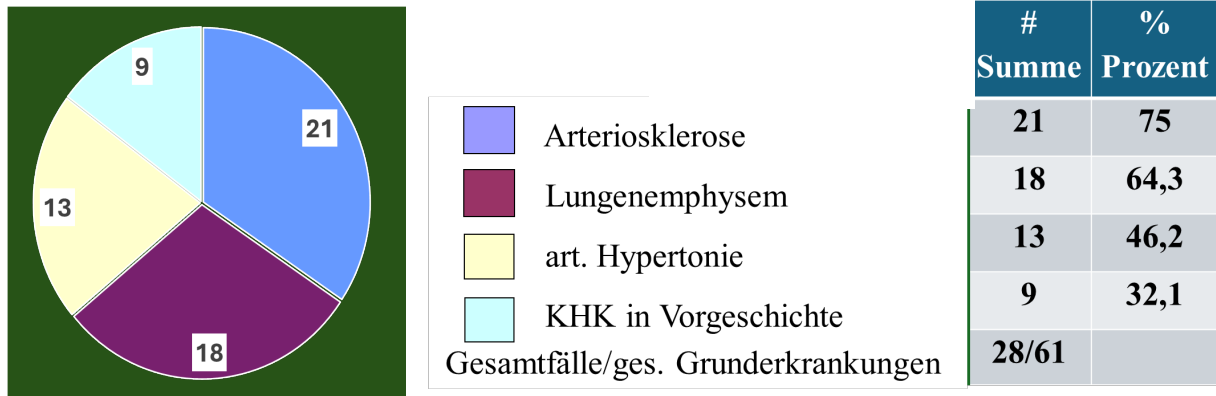 9
21
13
18
Arteriosklerose
Lungenemphysem
art. Hypertonie
KHK in Vorgeschichte
Gesamtfälle/ges. Grunderkrankungen
# %
Summe Prozent
21 75
18 64,3
13 46,2
9 32,1
28/61